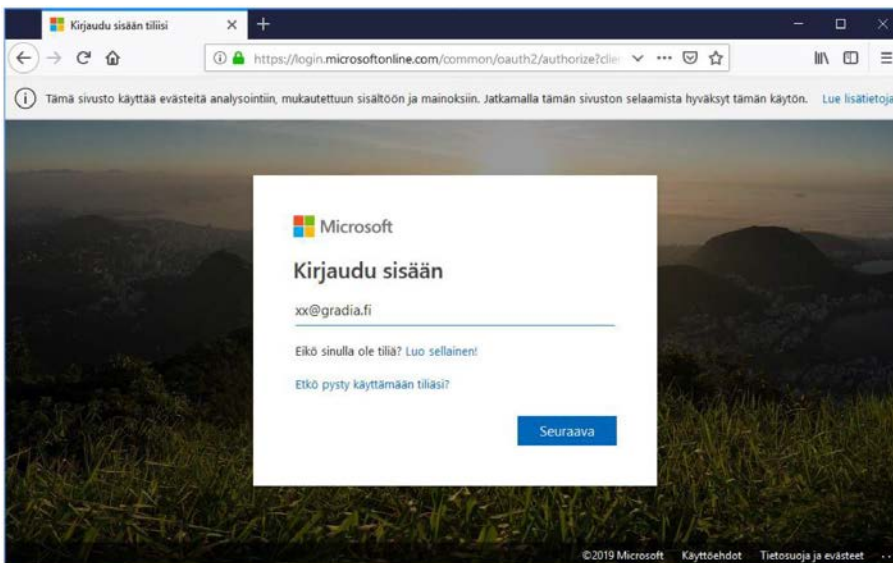 Kirjaudu sisään tiliisi
https://login.microsoftonline.com/common/oauth2/authorize?clie
Tämä sivusto käyttää evästeitä analysointiin, mukautettuun sisältöön ja mainoksiin. Jatkamalla tämän sivuston selaamista hyväksyt tämän käytön. Lue lisätietoja
Microsoft
Kirjaudu sisään
xx@gradia.fi
Eikö sinulla ole tiliä? Luo sellainen!
Etkö pysty käyttämään tiliäsi?
Seuraava
©2019 Microsoft Käyttöehdot Tietosuoja ja evästeet ...